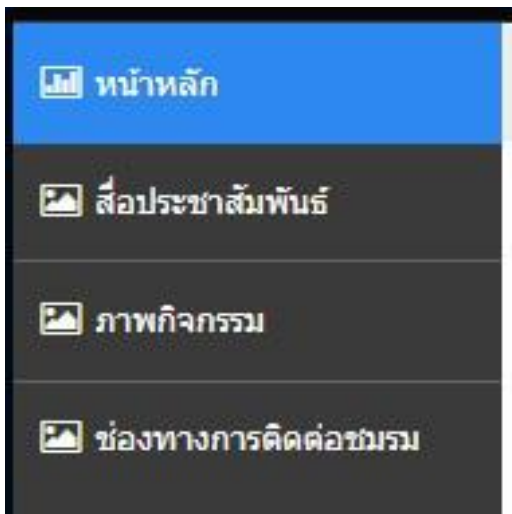 หน้าหลัก
สื่อประชาสัมพันธ์
ภาพกิจกรรม
ช่องทางการติดต่อชมรม